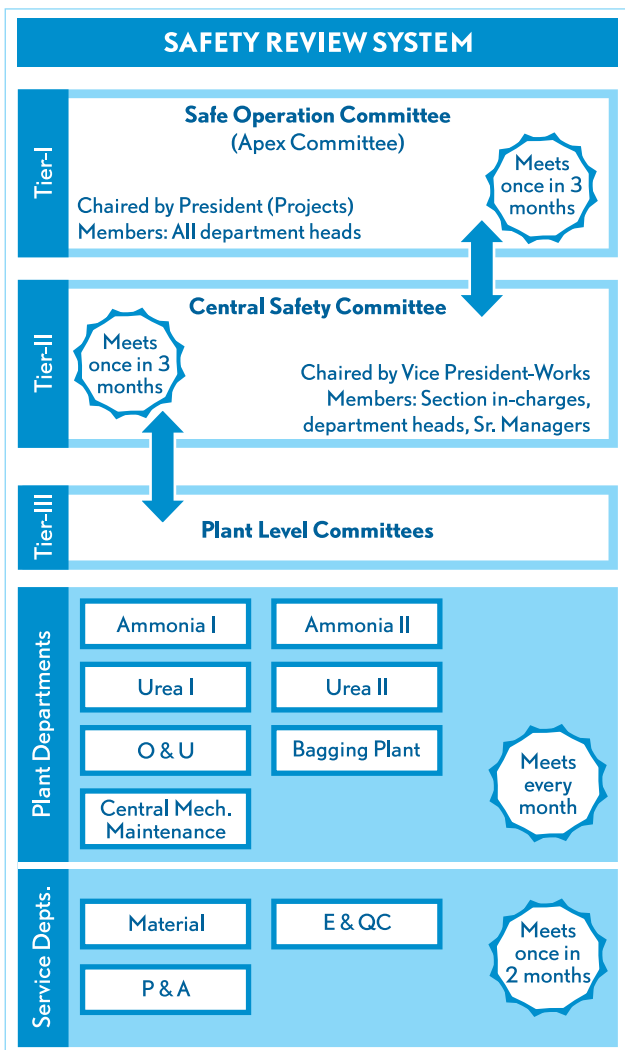 SAFETY REVIEW SYSTEM
Tier-I
Safe Operation Committee
(Apex Committee)
Meets
once in 3
months
Chaired by President (Projects)
Members: All department heads
Tier-II
Central Safety Committee
Meets
once in 3
months
Chaired by Vice President-Works
Members: Section in-charges,
department heads, Sr. Managers
Tier-III
Plant Level Committees
Plant Departments
Ammonia I
Ammonia II
Urea I
Urea II
O & U
Bagging Plant
Central Mech.
Maintenance
Meets
every
month
Service Depts.
Material
E & QC
P & A
Meets
once in
2 months